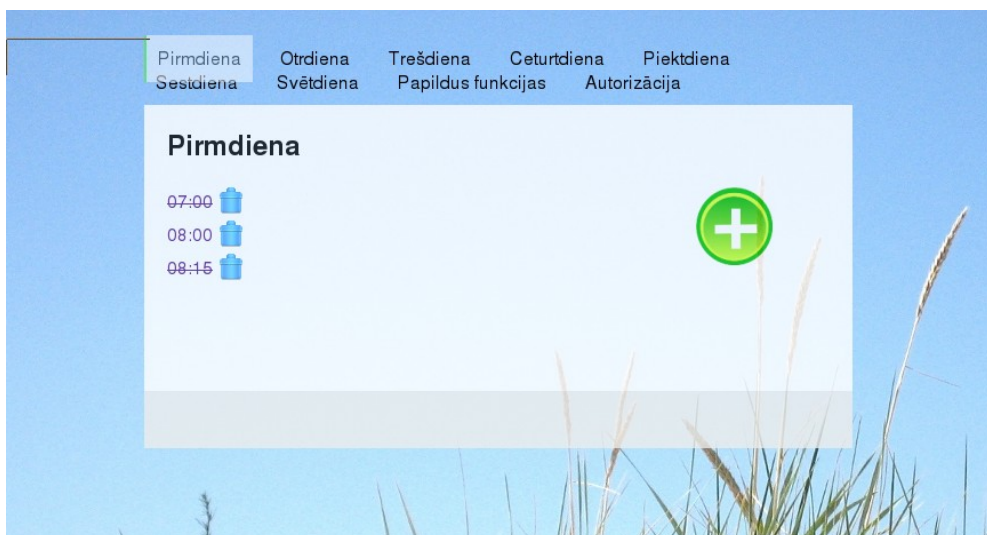 Pirmdiena Otrdiena Trešdiena Ceturtdiena Piektdiena
Sestdiena Svētdiena Papildus funkcijas Autorizācija
Pirmdiena
07:00
08:00
08:15